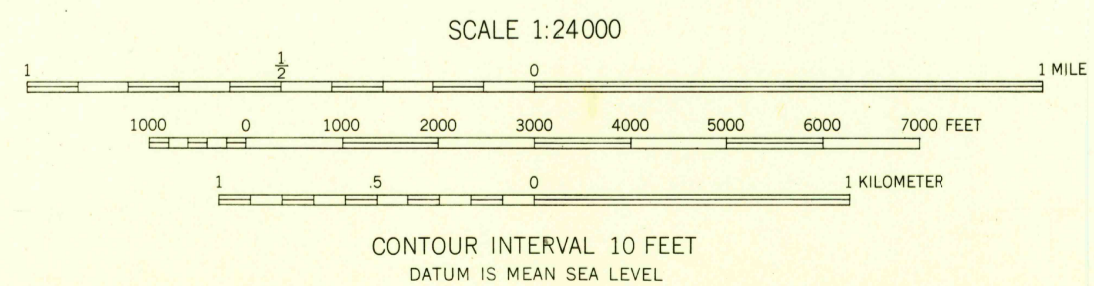 SCALE 1:24000
1 1/2 0 1 MILE
1000 0 1000 2000 3000 4000 5000 6000 7000 FEET
1 .5 0 1 KILOMETER
CONTOUR INTERVAL 10 FEET
DATUM IS MEAN SEA LEVEL